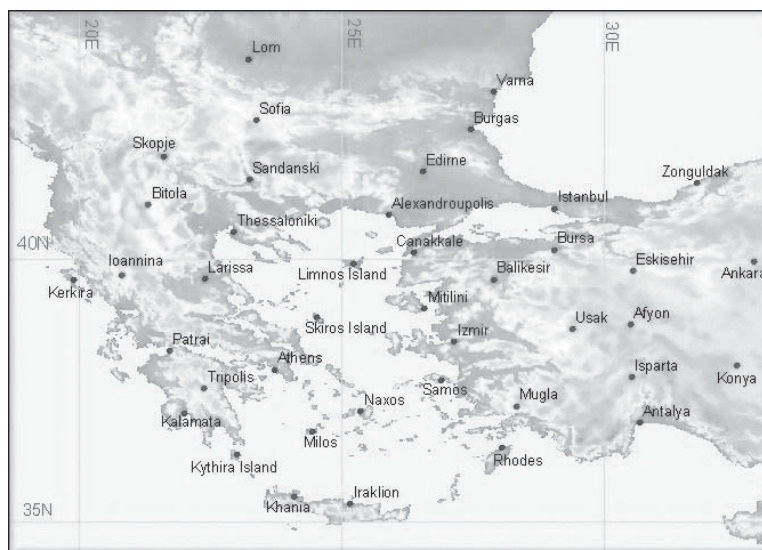 20E
25E
30E
Lom
Varna
Sofia
Burgas
Skopje
Edirne
Zonguldak
Sandanski
Bitola
Alexandroupolis
Istanbul
Thessaloniki
40N
Canakkale
Bursa
Ioannina
Larissa
Limnos Island
Balikesir
Eskisehir
Ankara
Kerkira
Mitilini
Skiros Island
Usak
Afyon
Izmir
Patrai
Athens
Isparta
Konya
Tripolis
Samos
Naxos
Mugla
Kalamata
Antalya
Milos
Kythira Island
Rhodes
Iraklion
Khania
35N